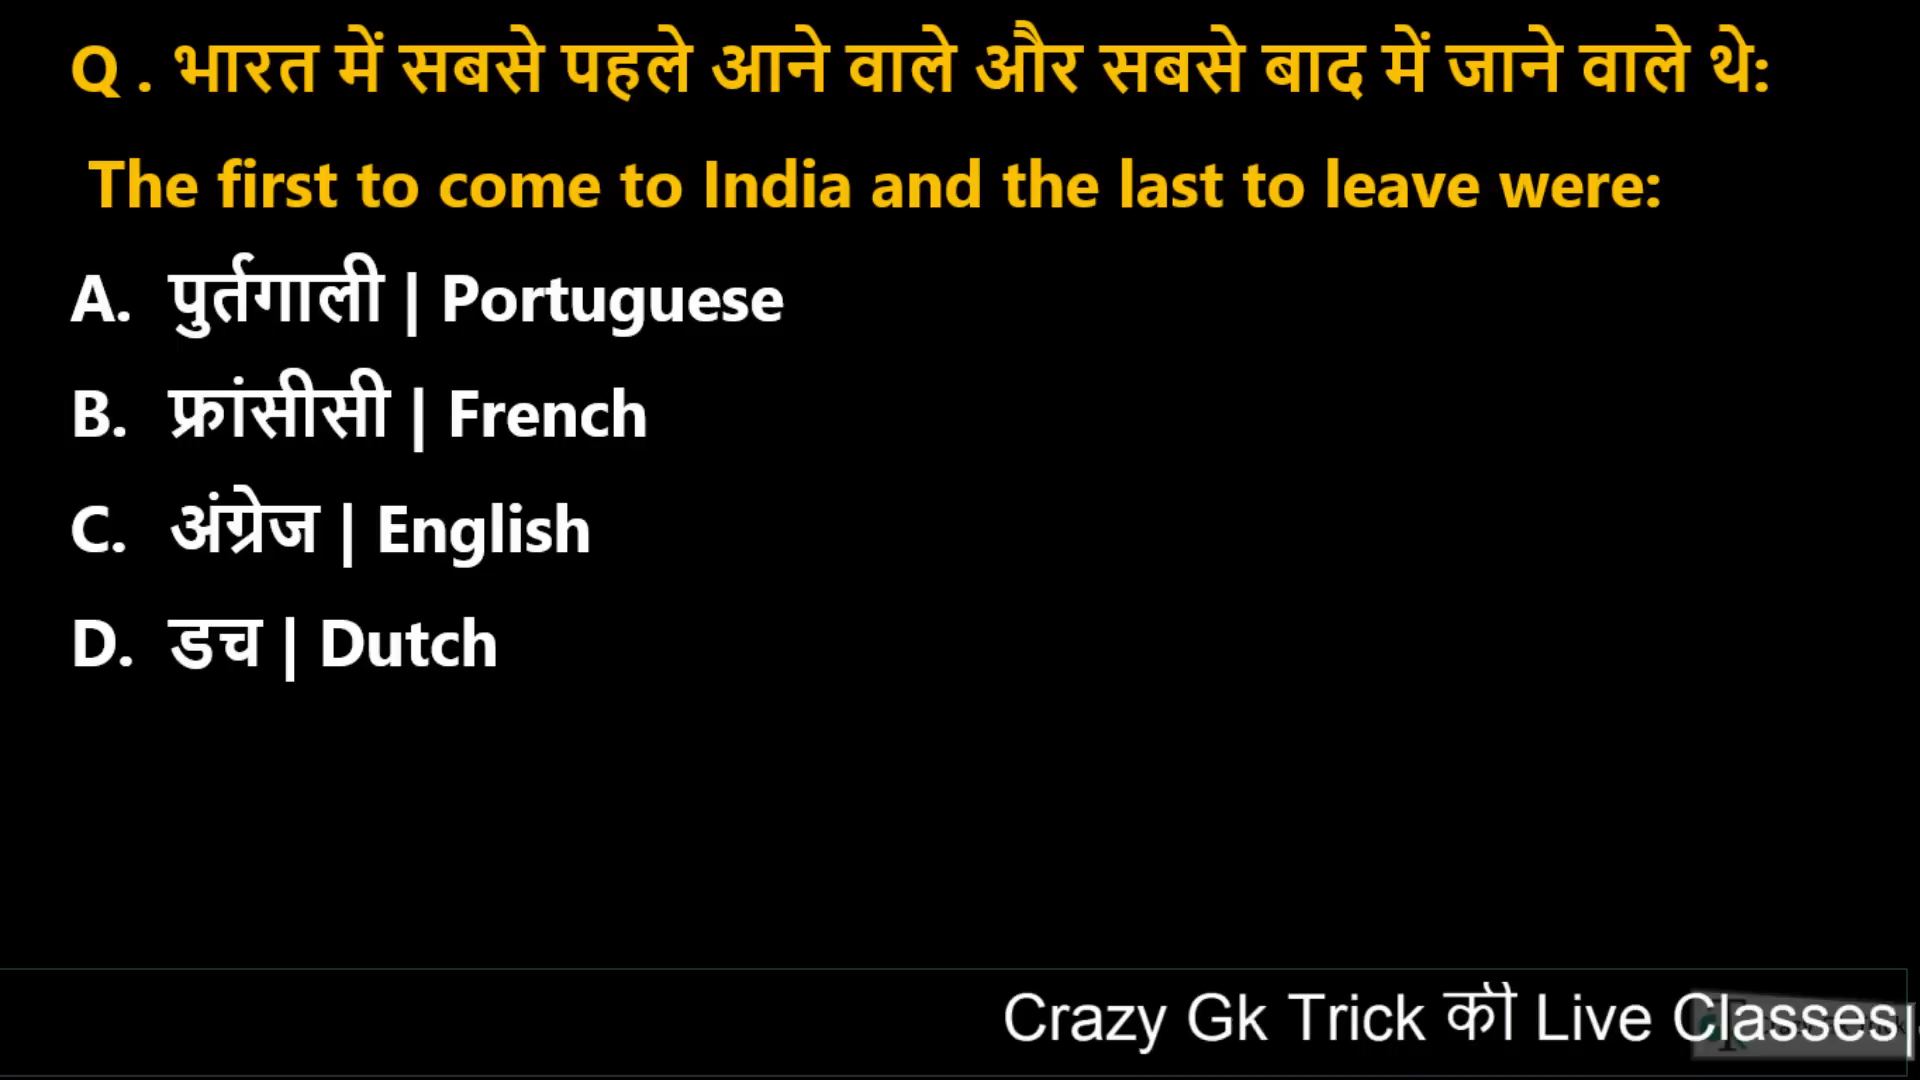 Q . भारत में सबसे पहले आने वाले और सबसे बाद में जाने वाले थे:
The first to come to India and the last to leave were:
A. पुर्तगाली | Portuguese
B. फ्रांसीसी | French
C. अंग्रेज | English
D. डच | Dutch
Crazy Gk Trick की Live Classes